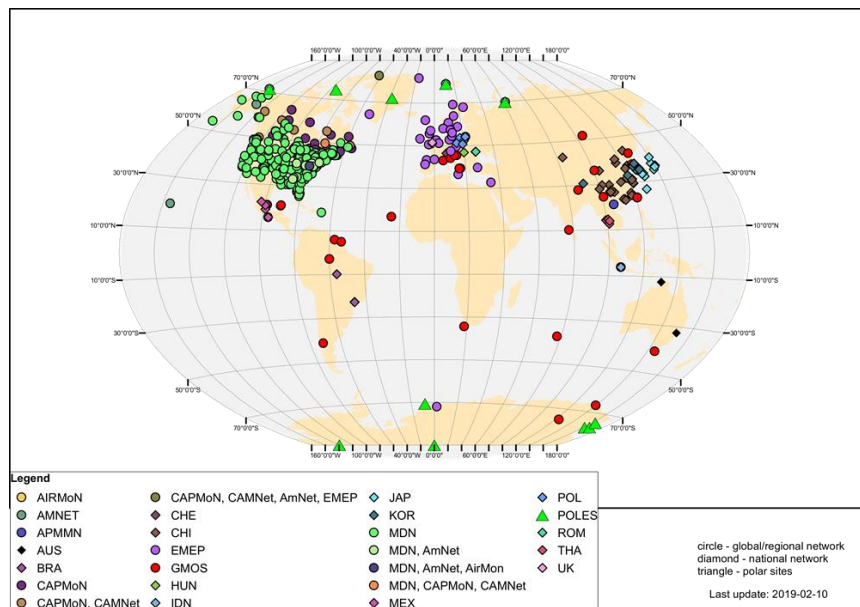 160°0'0"W 100°0'0"W 40°0'0"W 0°0'0" 60°0'0"E 120°0'0"E 180°0'0"
70°0'0"N 70°0'0"N
50°0'0"N 50°0'0"N
30°0'0"N 30°0'0"N
10°0'0"N 10°0'0"N
10°0'0"S 10°0'0"S
30°0'0"S 30°0'0"S
50°0'0"S 50°0'0"S
70°0'0"S 70°0'0"S
160°0'0"W 100°0'0"W 40°0'0"W 0°0'0" 60°0'0"E 120°0'0"E 180°0'0"
Legend
AIRMoN CAPMoN, CAMNet, AmNet, EMEP JAP POL
AMNET CHE KOR POLES
APMMN CHI MDN ROM
AUS EMEP MDN, AmNet THA
BRA GMOS MDN, AmNet, AirMon UK
CAPMoN HUN MDN, CAPMoN, CAMNet
CAPMoN, CAMNet IDN MEX
circle - global/regional network
diamond - national network
triangle - polar sites
Last update: 2019-02-10